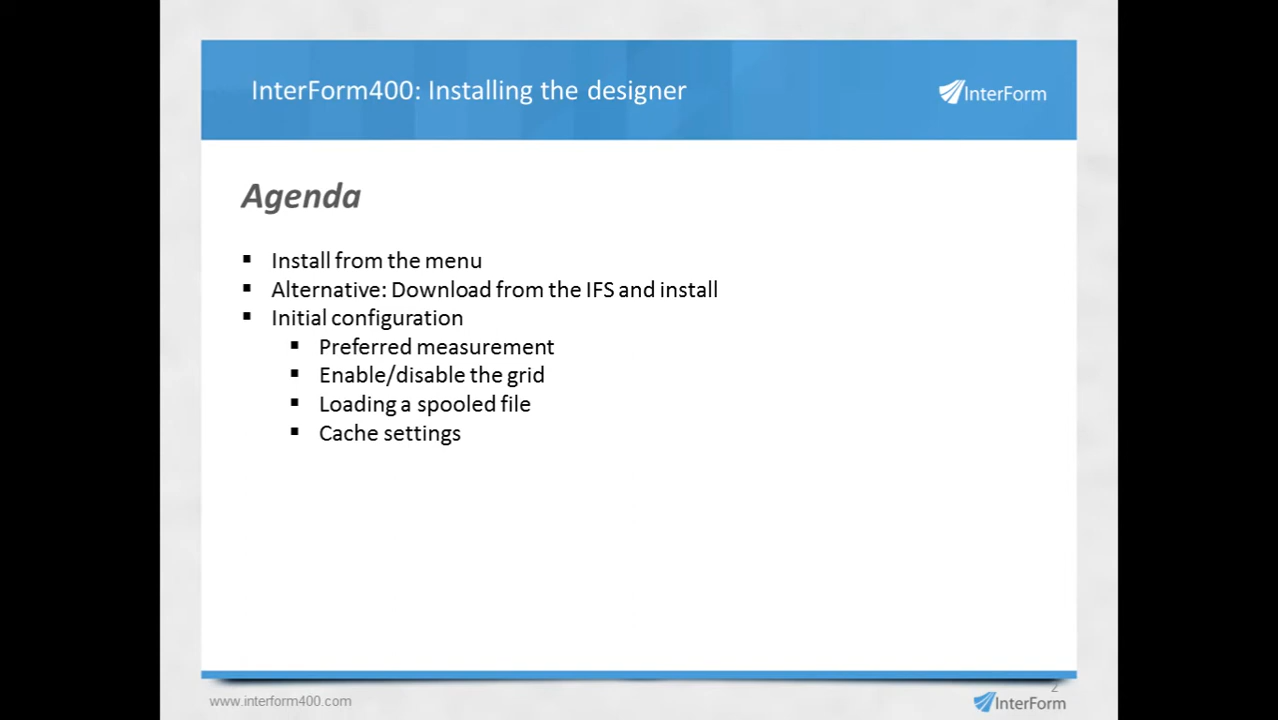 InterForm400: Installing the designer
InterForm
Agenda
Install from the menu
Alternative: Download from the IFS and install
Initial configuration
Preferred measurement
Enable/disable the grid
Loading a spooled file
Cache settings
2
www.interform400.com
InterForm